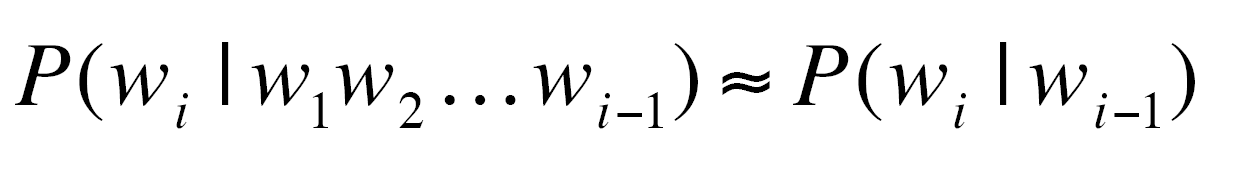 P(w_i | w_1 w_2 … w_{i−1}) ≈ P(w_i | w_{i−1})